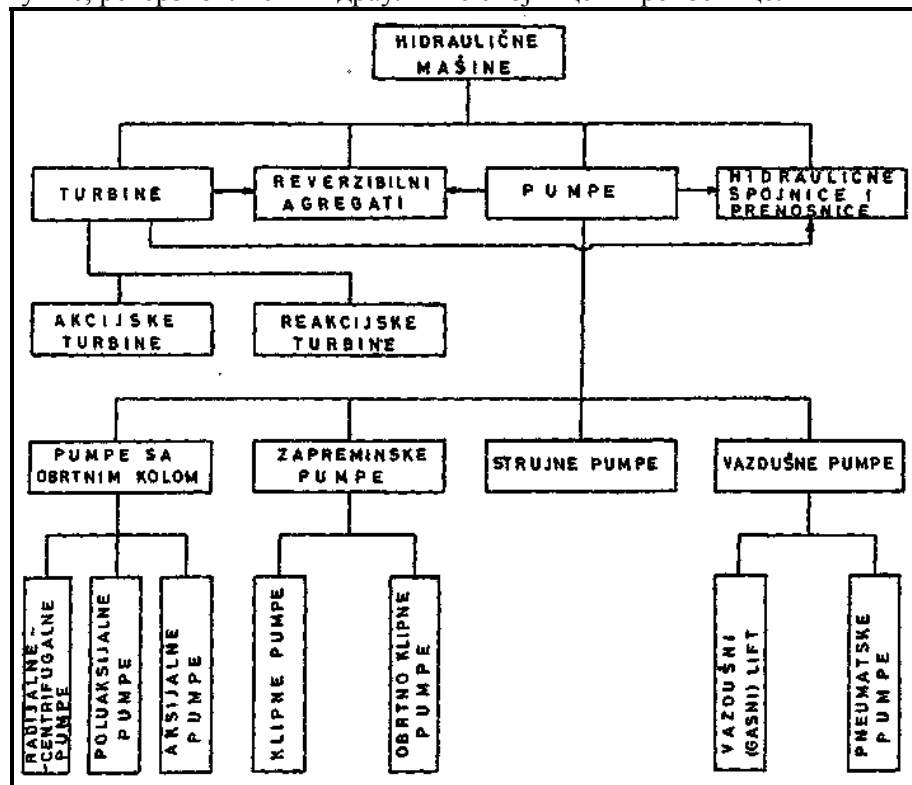 HIDRAULIČNE
MAŠINE
TURBINE
REVERZIBILNI
AGREGATI
PUMPE
HIDRAULIČNE
SPOJNICE I
PRENOSNICE
AKCIJSKE
TURBINE
REAKCIJSKE
TURBINE
PUMPE SA
OBRTNIM KOLOM
ZAPREMINSKE
PUMPE
STRUJNE PUMPE
VAZDUŠNE PUMPE
RADIJALNE -
-CENTRIFUGALNE
PUMPE
POLUAKSIJALNE
PUMPE
AKSIJALNE
PUMPE
KLIPNE PUMPE
OBRTNO KLIPNE
PUMPE
VAZDUŠNI
(GASNI) LIFT
PNEUMATSKE
PUMPE